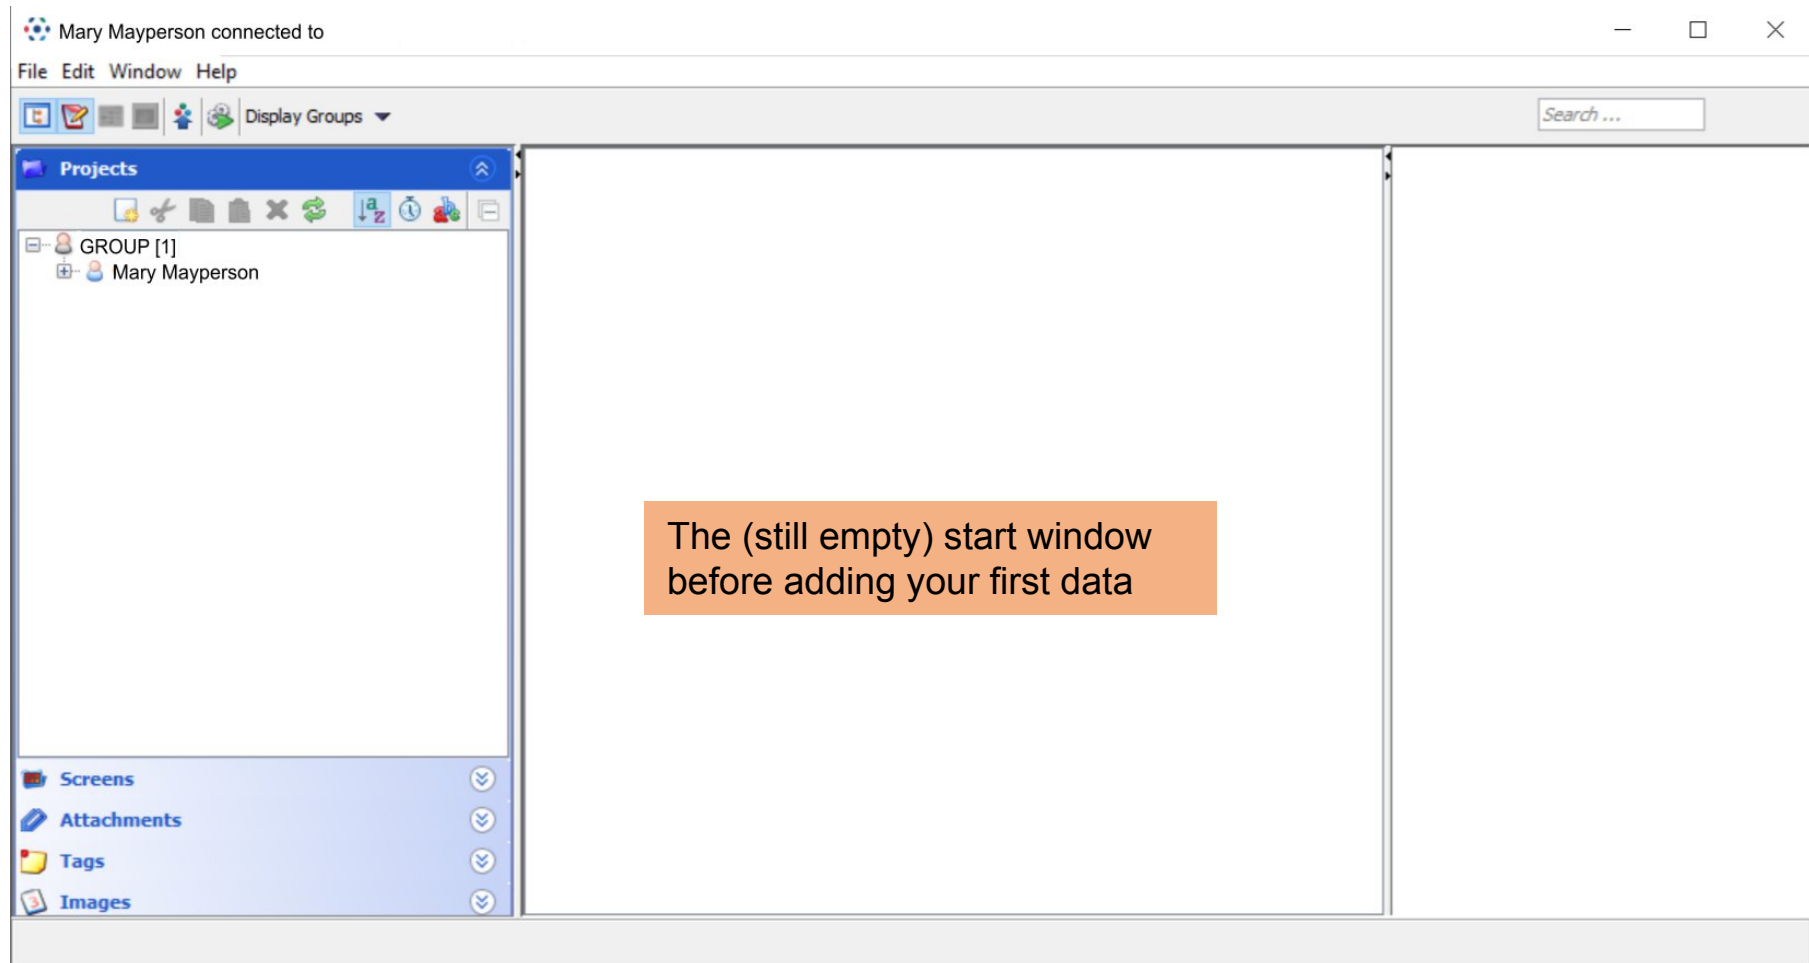 Mary Mayperson connected to
File Edit Window Help
Display Groups
Search ...
Projects
GROUP [1]
Mary Mayperson
The (still empty) start window
before adding your first data
Screens
Attachments
Tags
Images